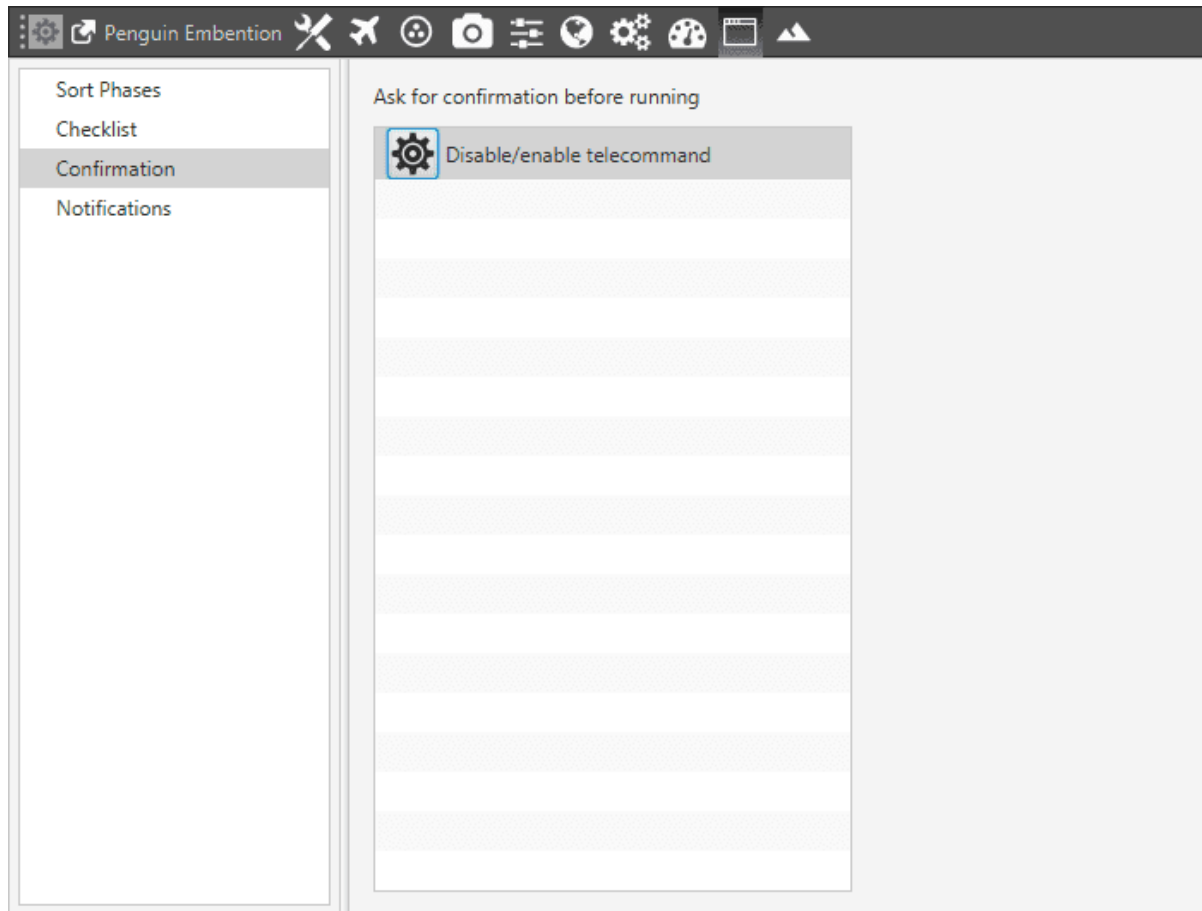 Penguin Embention
Sort Phases
Checklist
Confirmation
Notifications
Ask for confirmation before running
Disable/enable telecommand